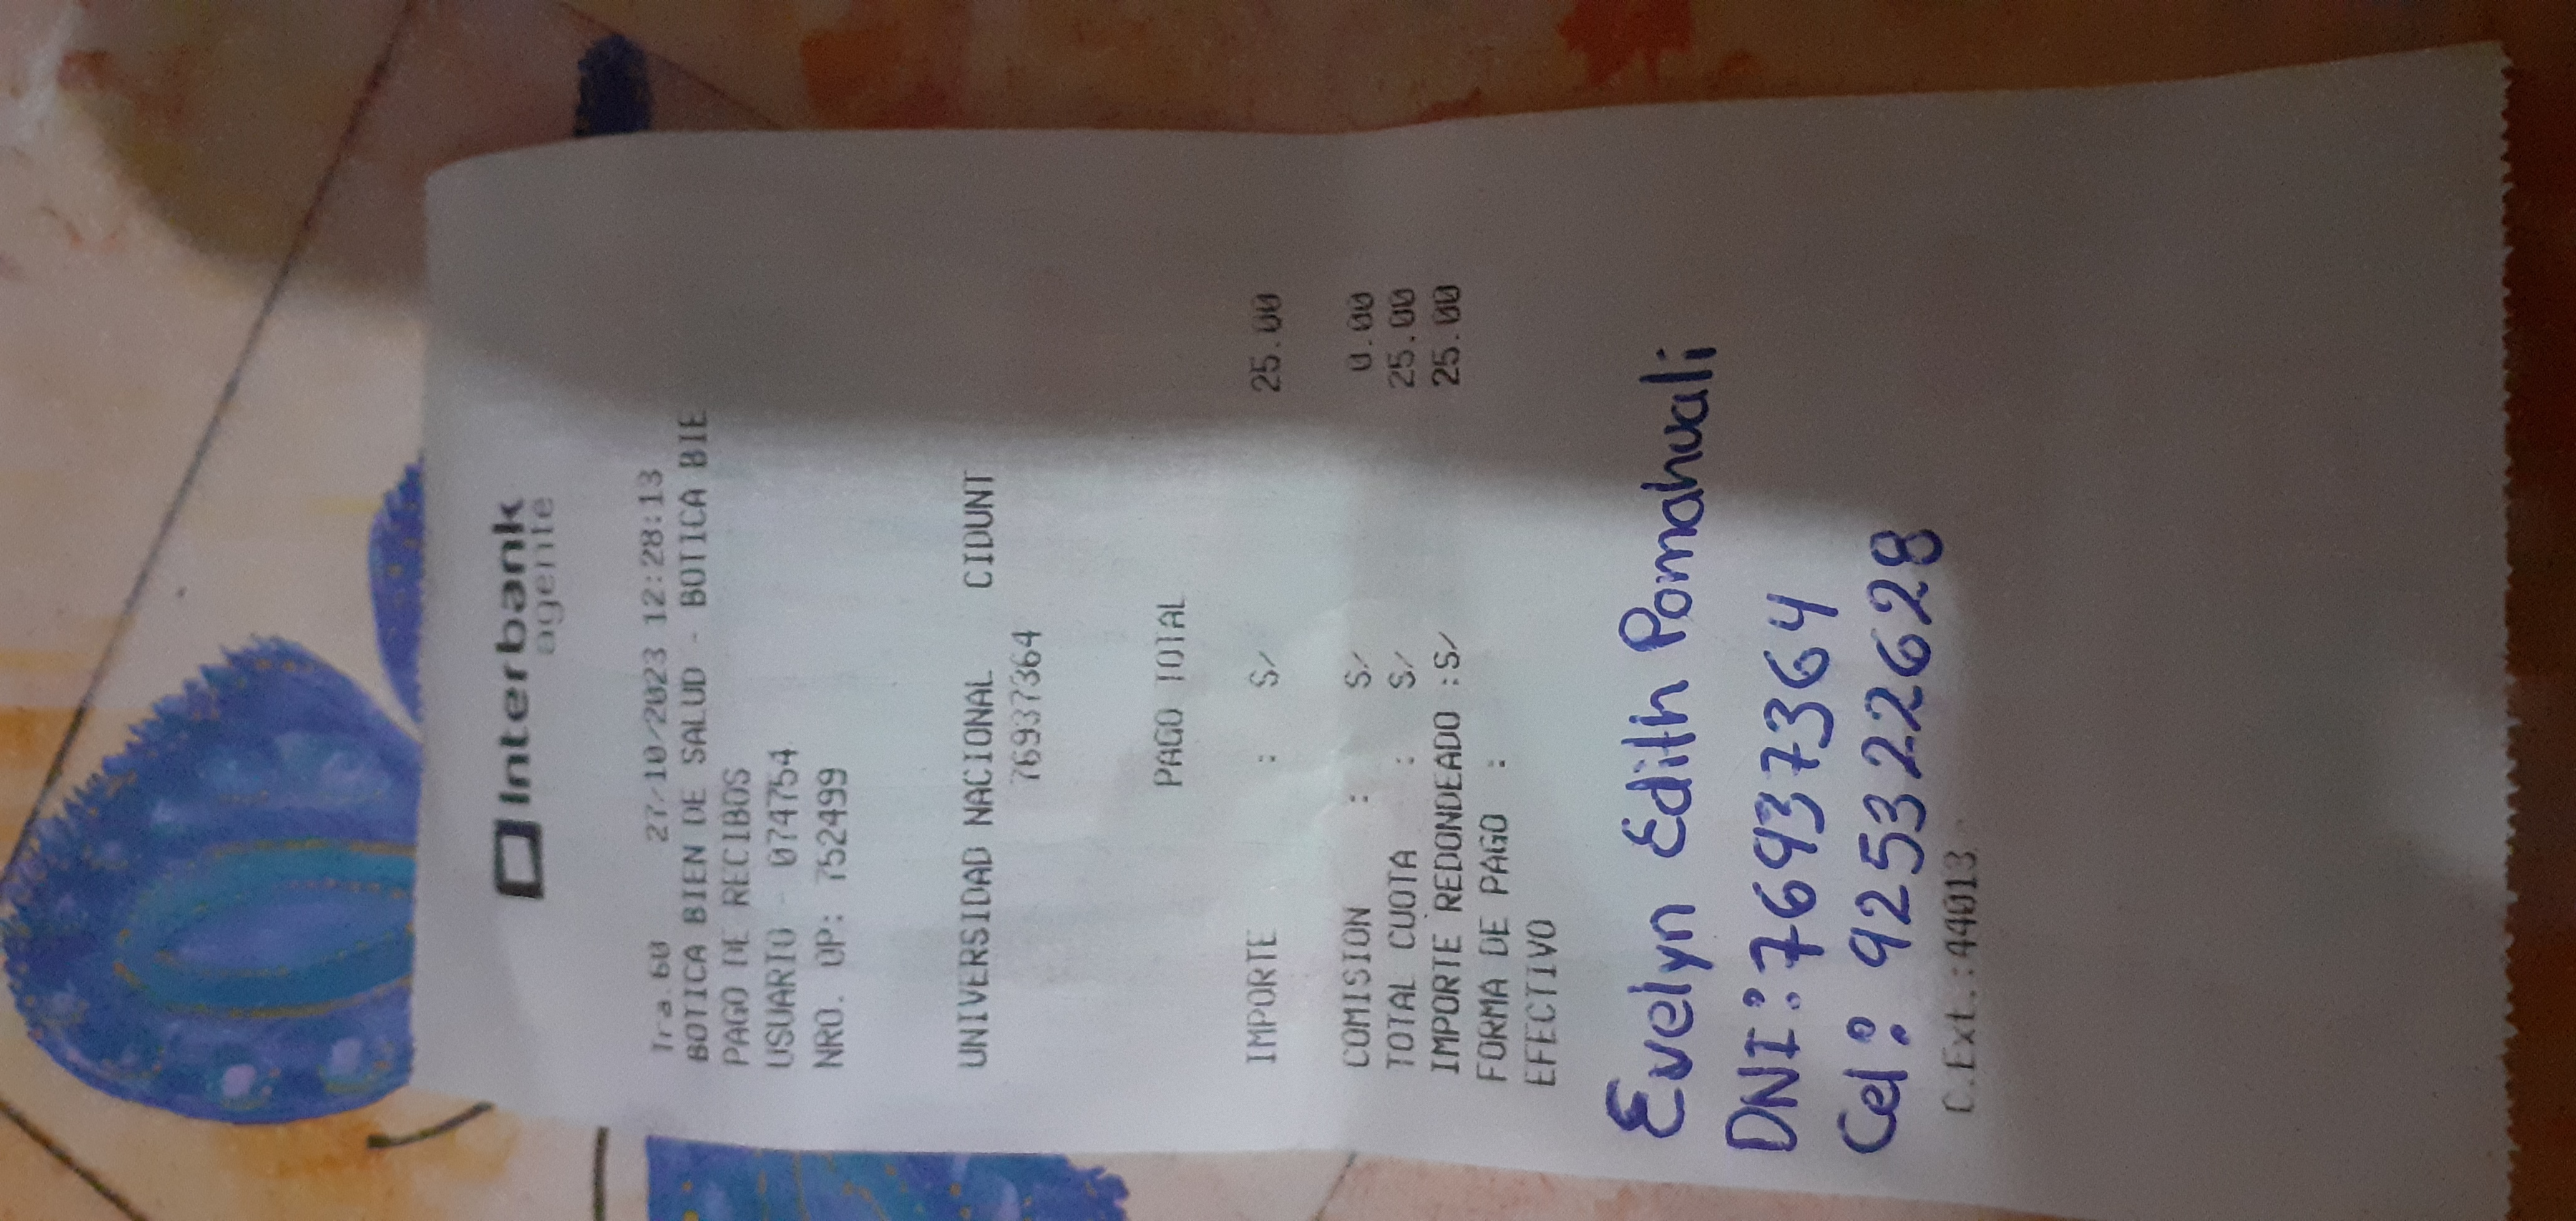 Interbank
agente
Tra.60 27/10/2023 12:28:13
BOTICA BIEN DE SALUD - BOTICA BIE
PAGO DE RECIBOS
USUARIO - 074754
NRO. OP: 7524499
UNIVERSIDAD NACIONAL CIDUNT
76937364
PAGO TOTAL
IMPORTE : S/ 25.00
COMISION : S/ 0.00
TOTAL CUOTA : S/ 25.00
IMPORTE REDONDEADO :S/ 25.00
FORMA DE PAGO :
EFECTIVO
Evelyn Edith Pomahuali
DNI: 76937364
Cel: 925322628
C.Ext.:44013